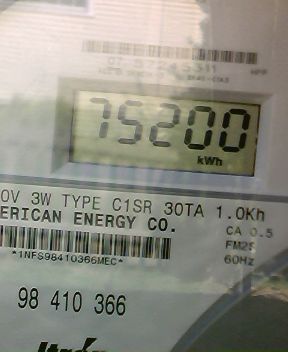 75200
kWh
0V 3W TYPE C1SR 30TA 1.0Kh
ERICAN ENERGY CO.
CA 0.5
FM2S
60Hz
*1NFS98410366MEC*
98 410 366
Itron